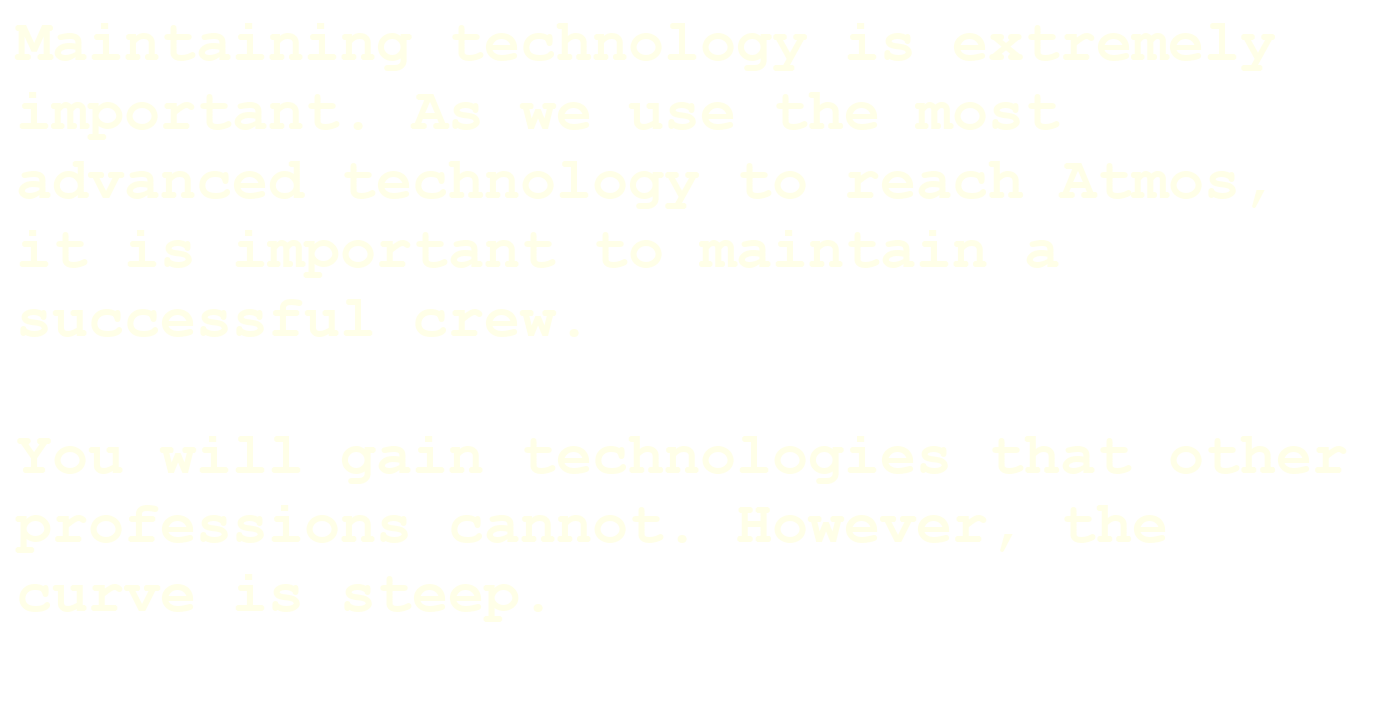 Maintaining technology is extremely
important. As we use the most
advanced technology to reach Atmos,
it is important to maintain a
successful crew.
You will gain technologies that other
professions cannot. However, the
curve is steep.